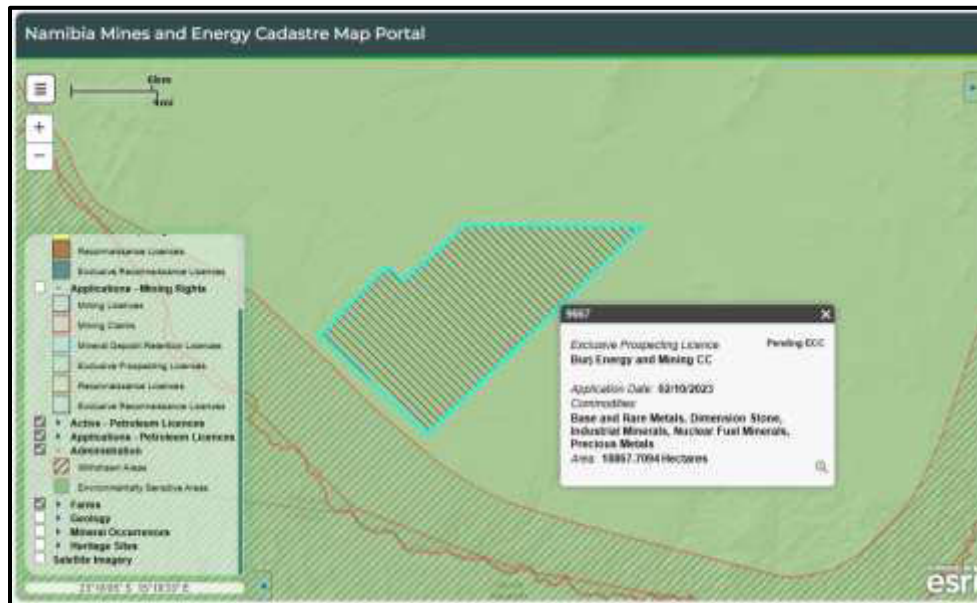 Namibia Mines and Energy Cadastre Map Portal
6km
4mi
+
−
Reconnaissance Licences
Exclusive Reconnaissance Licences
Applications - Mining Rights
Mining Licences
Mining Claims
Mineral Deposit Retention Licences
Exclusive Prospecting Licences
Reconnaissance Licences
Exclusive Reconnaissance Licences
Active - Petroleum Licences
Applications - Petroleum Licences
Administration
Withdrawn Areas
Environmentally Sensitive Areas
Farms
Geology
Mineral Occurrences
Heritage Sites
Satellite Imagery
9667
Exclusive Prospecting Licence
Pending ECC
Burj Energy and Mining CC
Application Date: 02/10/2023
Commodities:
Base and Rare Metals, Dimension Stone,
Industrial Minerals, Nuclear Fuel Minerals,
Precious Metals
Area: 10867.7094 Hectares
esri